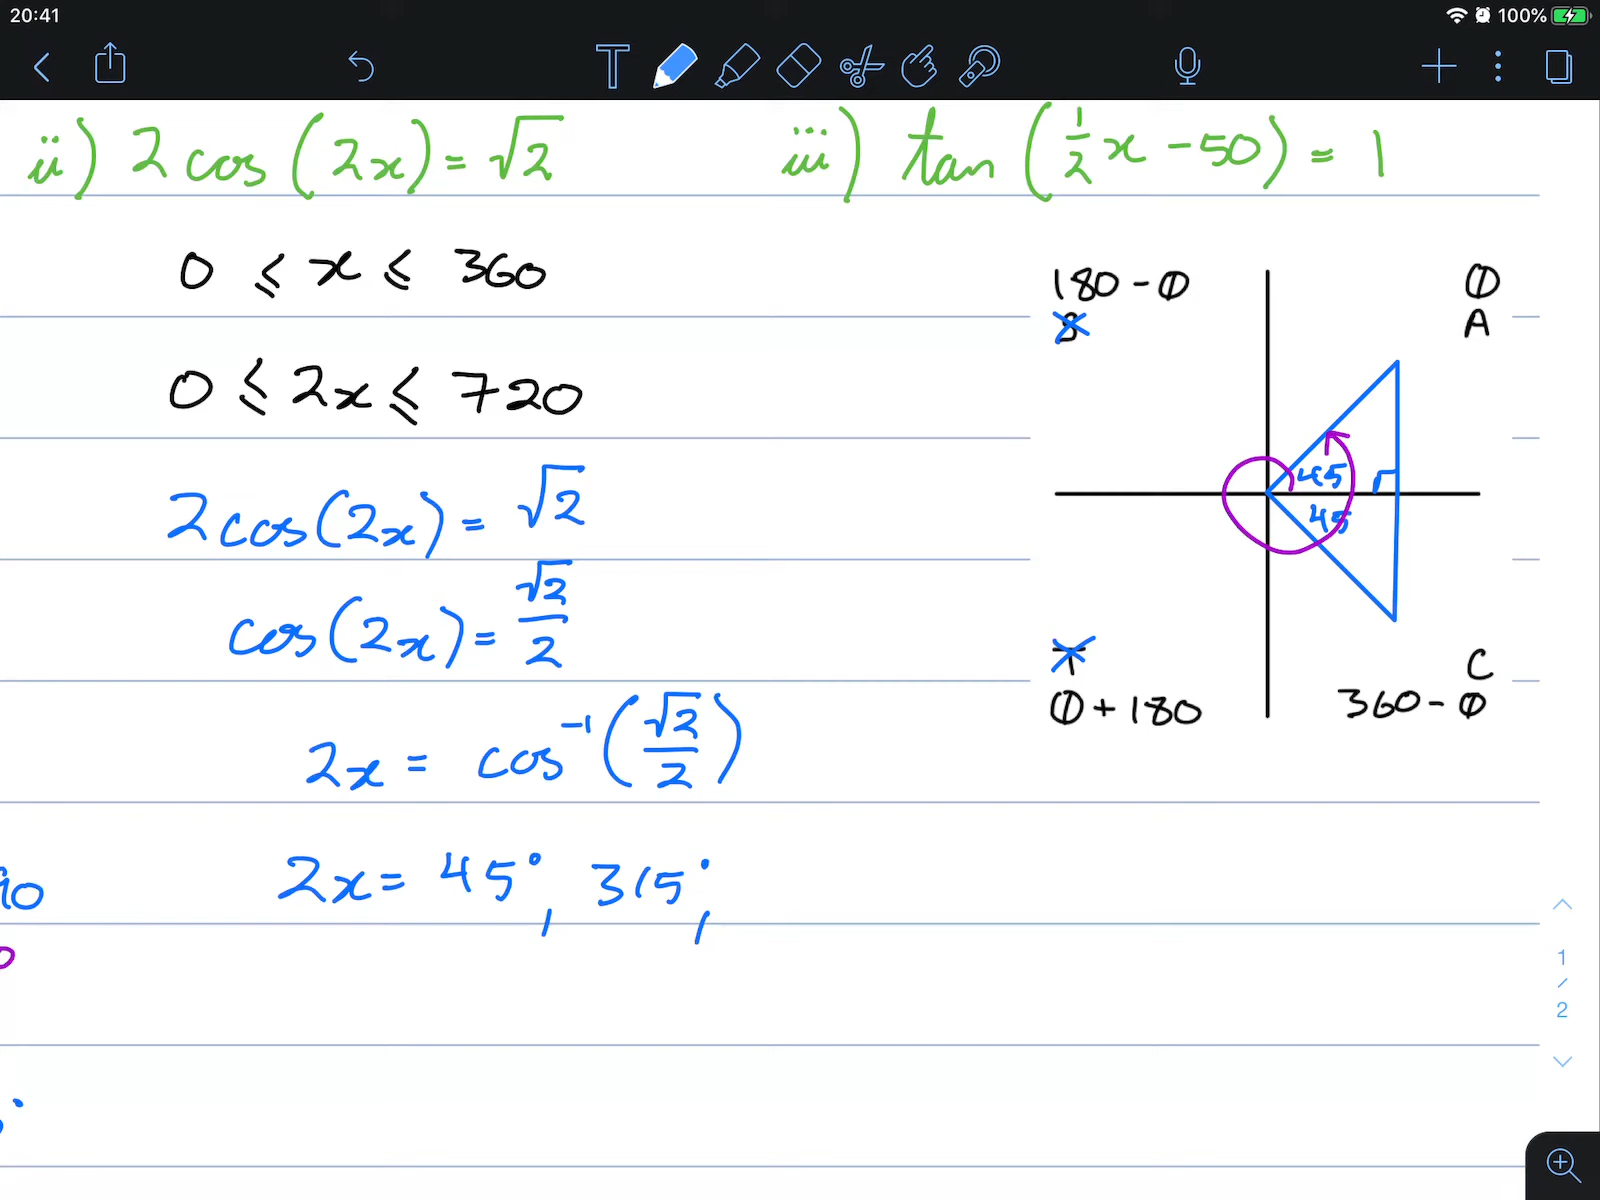 20:41
100%
T
ii) 2cos(2x) = √2
iii) tan(½x - 50) = 1
0 ≤ x ≤ 360
0 ≤ 2x ≤ 720
2cos(2x) = √2
cos(2x) = √2/2
2x = cos⁻¹(√2/2)
2x = 45°, 315°,
180 - Φ
Φ
S
A
45
45
T
C
Φ + 180
360 - Φ
1
/
2